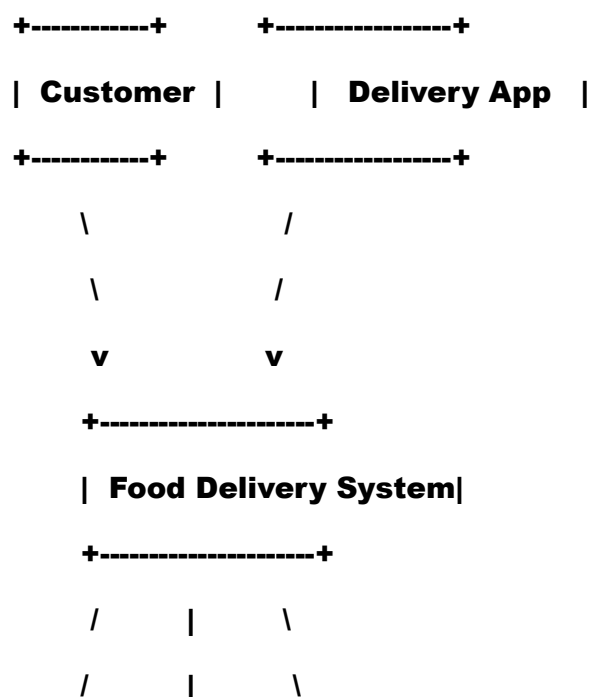 +------------+ +------------------+
| Customer | | Delivery App |
+------------+ +------------------+
\ /
\ /
v v
+----------------------+
| Food Delivery System|
+----------------------+
/ | \
/ | \